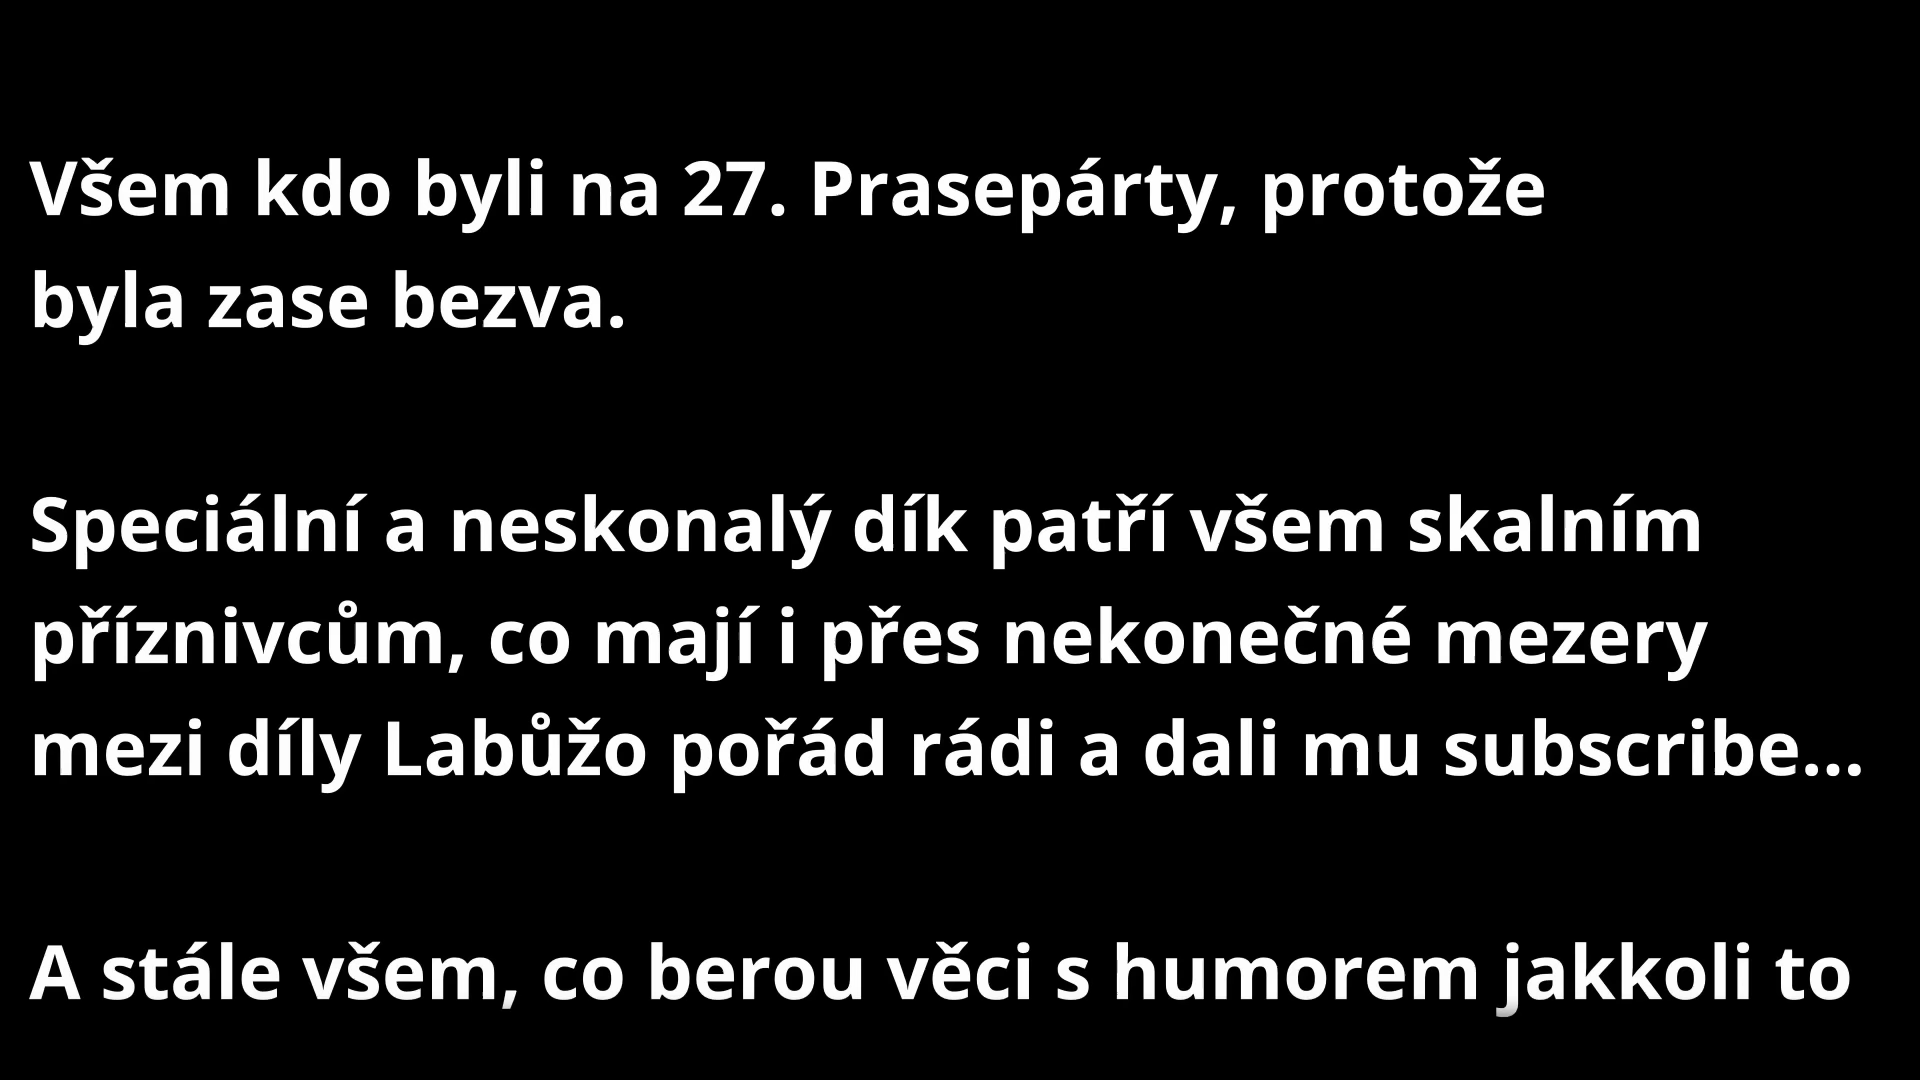 Všem kdo byli na 27. Prasepárty, protože
byla zase bezva.
Speciální a neskonalý dík patří všem skalním
příznivcům, co mají i přes nekonečné mezery
mezi díly Labůžo pořád rádi a dali mu subscribe...
A stále všem, co berou věci s humorem jakkoli to